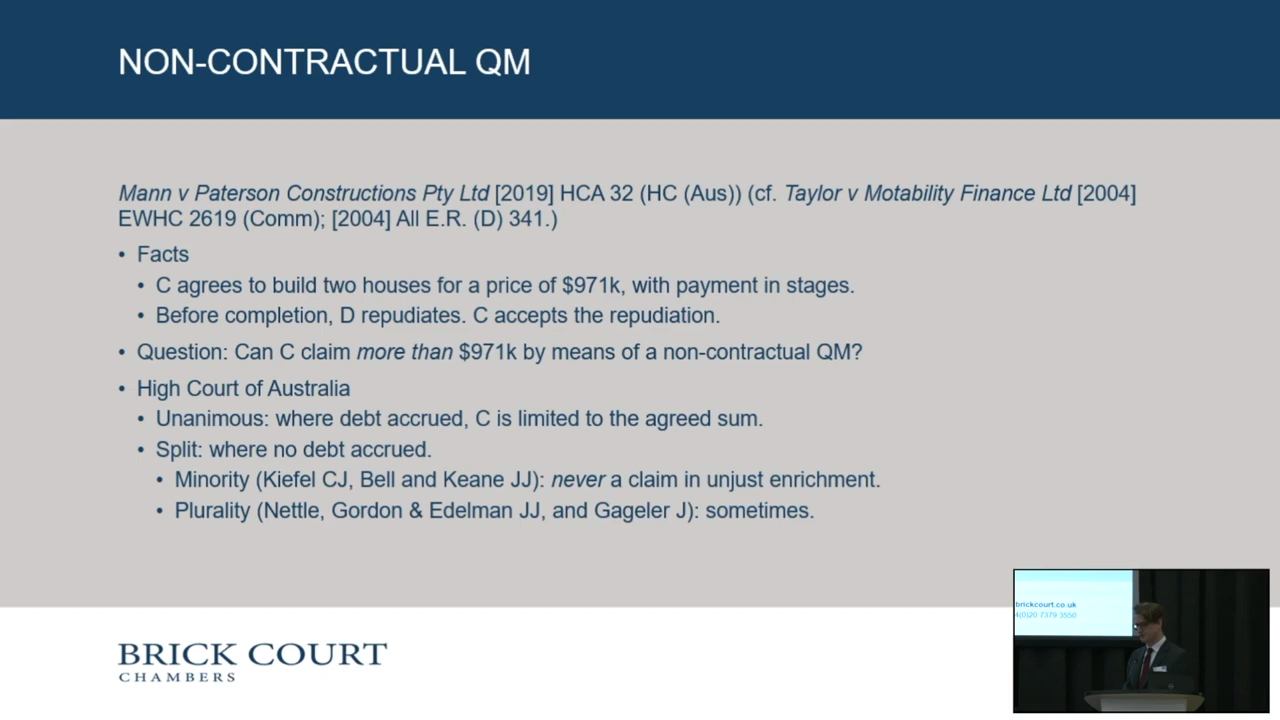 NON-CONTRACTUAL QM
Mann v Paterson Constructions Pty Ltd [2019] HCA 32 (HC (Aus)) (cf. Taylor v Motability Finance Ltd [2004]
EWHC 2619 (Comm); [2004] All E.R. (D) 341.)
• Facts
• C agrees to build two houses for a price of $971k, with payment in stages.
• Before completion, D repudiates. C accepts the repudiation.
• Question: Can C claim more than $971k by means of a non-contractual QM?
• High Court of Australia
• Unanimous: where debt accrued, C is limited to the agreed sum.
• Split: where no debt accrued.
• Minority (Kiefel CJ, Bell and Keane JJ): never a claim in unjust enrichment.
• Plurality (Nettle, Gordon & Edelman JJ, and Gageler J): sometimes.
brickcourt.co.uk
4(0)20 7379 3550
BRICK COURT
CHAMBERS